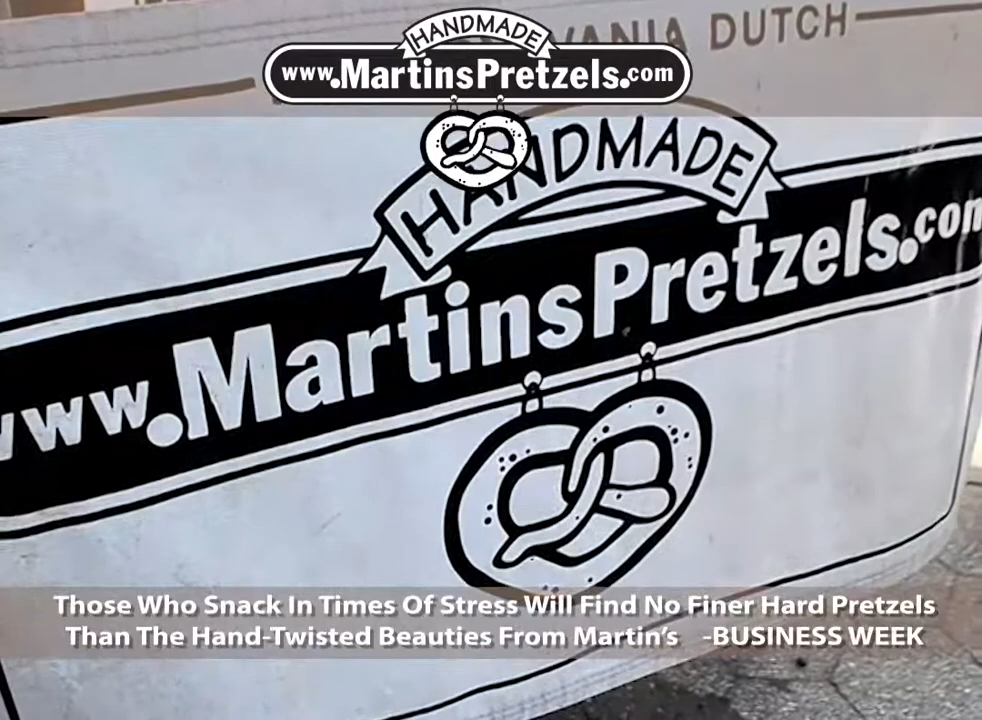 HANDMADE
www.MartinsPretzels.com
VANIA DUTCH
HANDMADE
www.MartinsPretzels.com
Those Who Snack In Times Of Stress Will Find No Finer Hard Pretzels
Than The Hand-Twisted Beauties From Martin's -BUSINESS WEEK